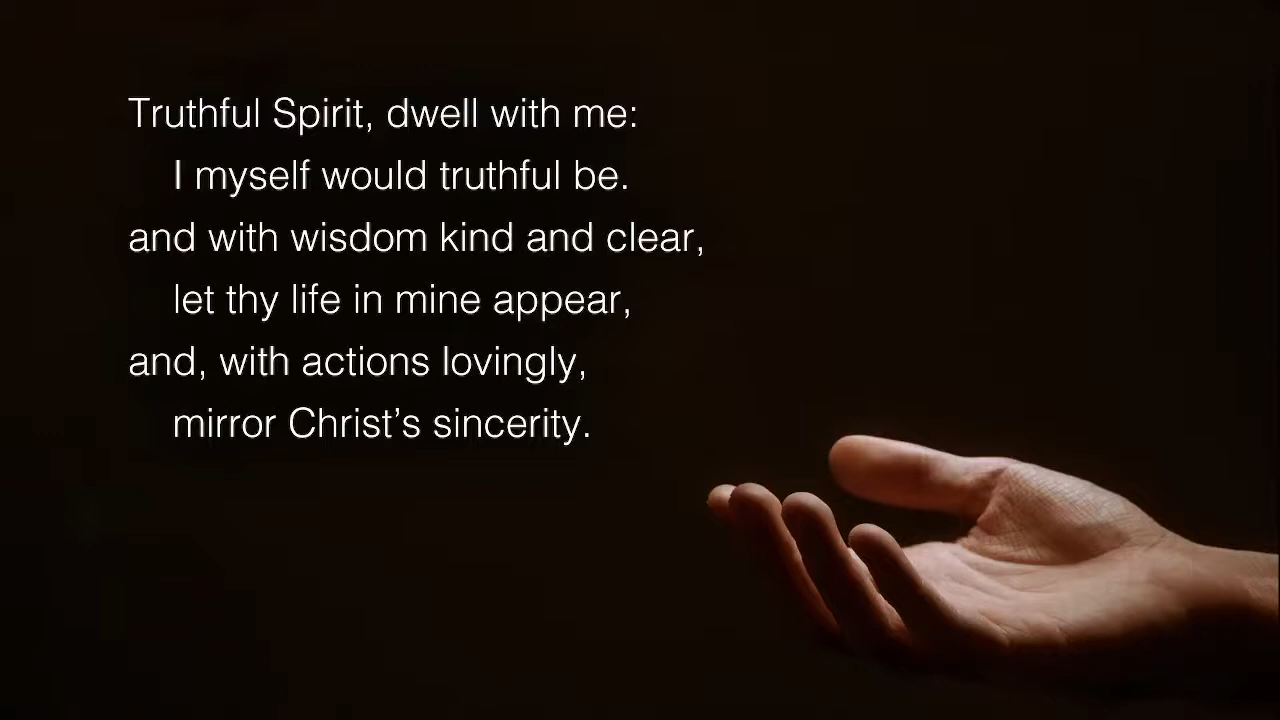 Truthful Spirit, dwell with me:
I myself would truthful be.
and with wisdom kind and clear,
let thy life in mine appear,
and, with actions lovingly,
mirror Christ’s sincerity.